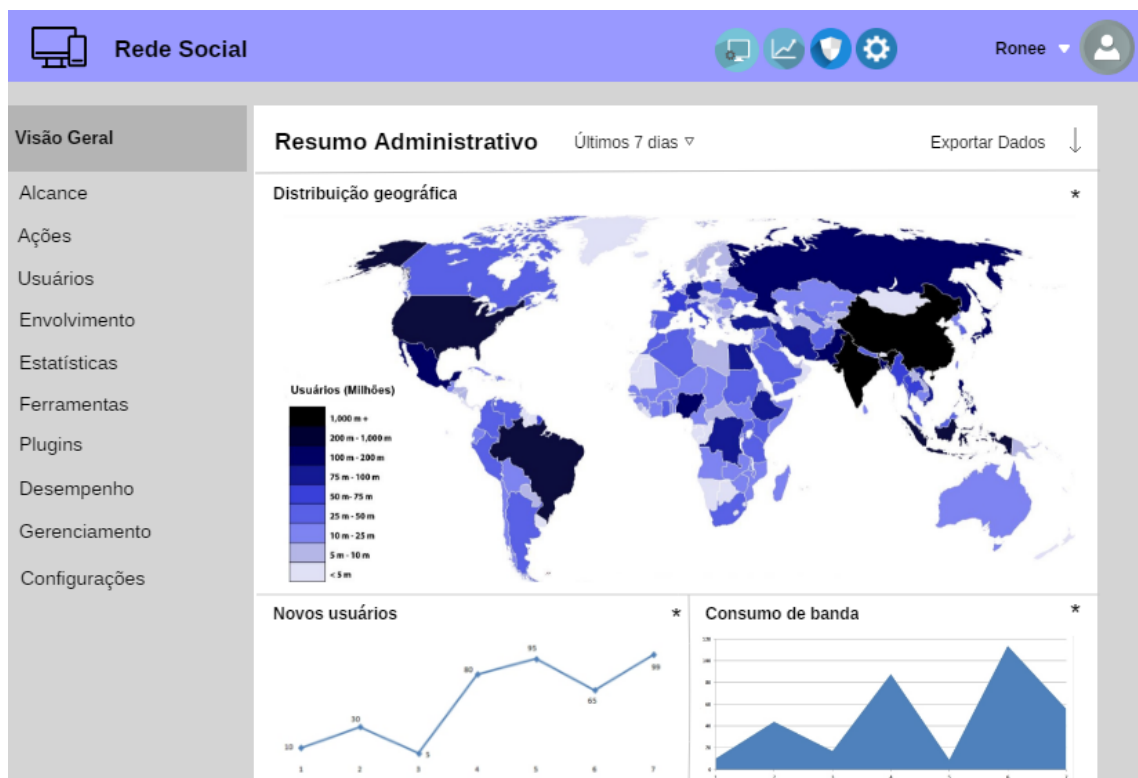 Rede Social
Ronee
Visão Geral
Alcance
Ações
Usuários
Envolvimento
Estatísticas
Ferramentas
Plugins
Desempenho
Gerenciamento
Configurações
Resumo Administrativo Últimos 7 dias Exportar Dados
Distribuição geográfica *
Usuários (Milhões)
1,000 m +
200 m - 1,000 m
100 m - 200 m
75 m - 100 m
50 m- 75 m
25 m - 50 m
10 m - 25 m
5 m - 10 m
< 5 m
Novos usuários *
95
80
99
65
30
10
5
1 2 3 4 5 6 7
Consumo de banda *
120